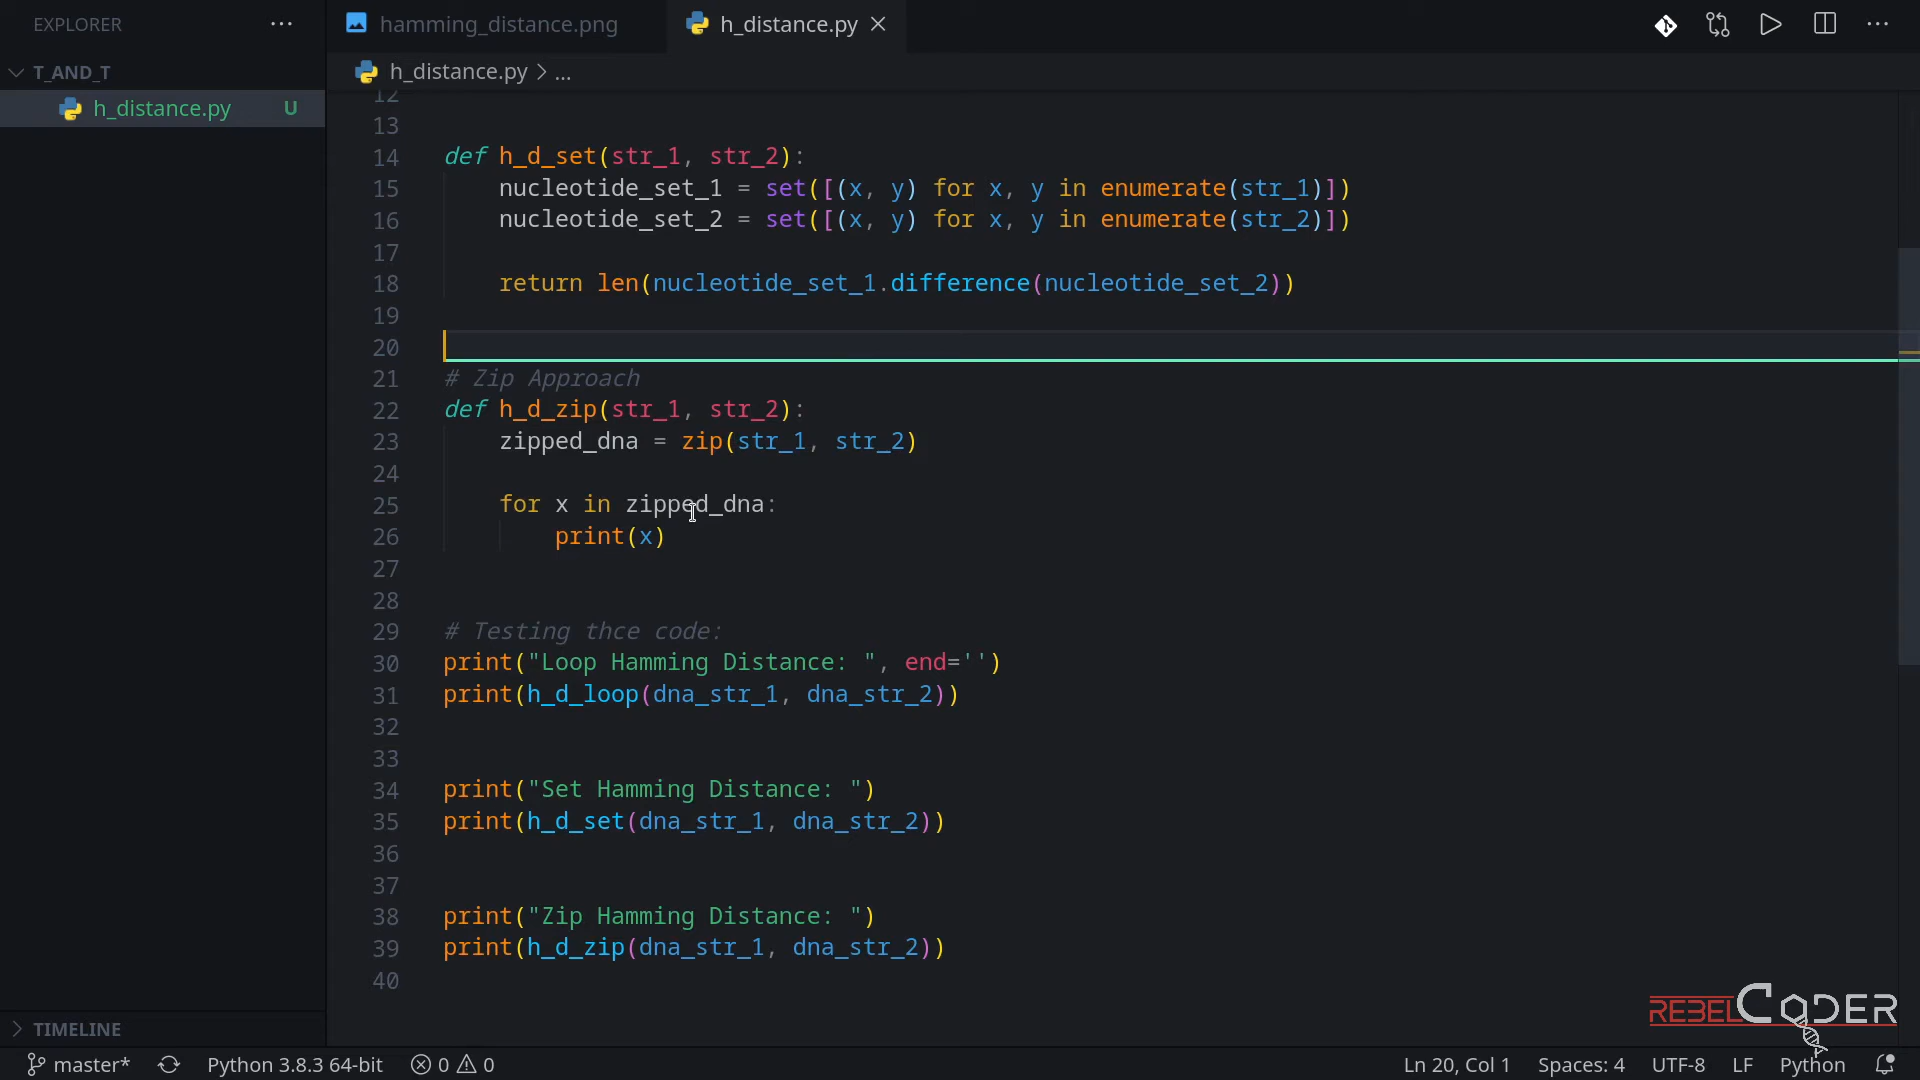 EXPLORER ···
hamming_distance.png
h_distance.py
T_AND_T
h_distance.py > ...
h_distance.py U
12
13
14 def h_d_set(str_1, str_2):
15 nucleotide_set_1 = set([(x, y) for x, y in enumerate(str_1)])
16 nucleotide_set_2 = set([(x, y) for x, y in enumerate(str_2)])
17
18 return len(nucleotide_set_1.difference(nucleotide_set_2))
19
20
21 # Zip Approach
22 def h_d_zip(str_1, str_2):
23 zipped_dna = zip(str_1, str_2)
24
25 for x in zipped_dna:
26 print(x)
27
28
29 # Testing thce code:
30 print("Loop Hamming Distance: ", end='')
31 print(h_d_loop(dna_str_1, dna_str_2))
32
33
34 print("Set Hamming Distance: ")
35 print(h_d_set(dna_str_1, dna_str_2))
36
37
38 print("Zip Hamming Distance: ")
39 print(h_d_zip(dna_str_1, dna_str_2))
40
REBELCODER
TIMELINE
master* Python 3.8.3 64-bit 0 0 Ln 20, Col 1 Spaces: 4 UTF-8 LF Python